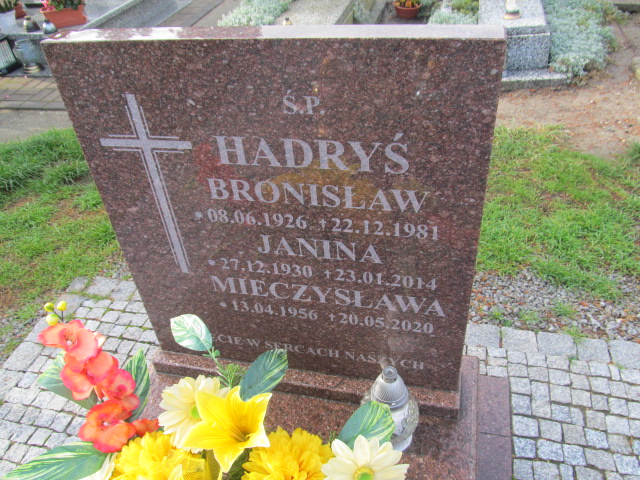 Ś.P.
HADRYŚ
BRONISŁAW
* 08.06.1926 +22.12.1981
JANINA
* 27.12.1930 +23.01.2014
MIECZYSŁAWA
* 13.04.1956 +20.05.2020
CIE W SERCACH NASZYCH